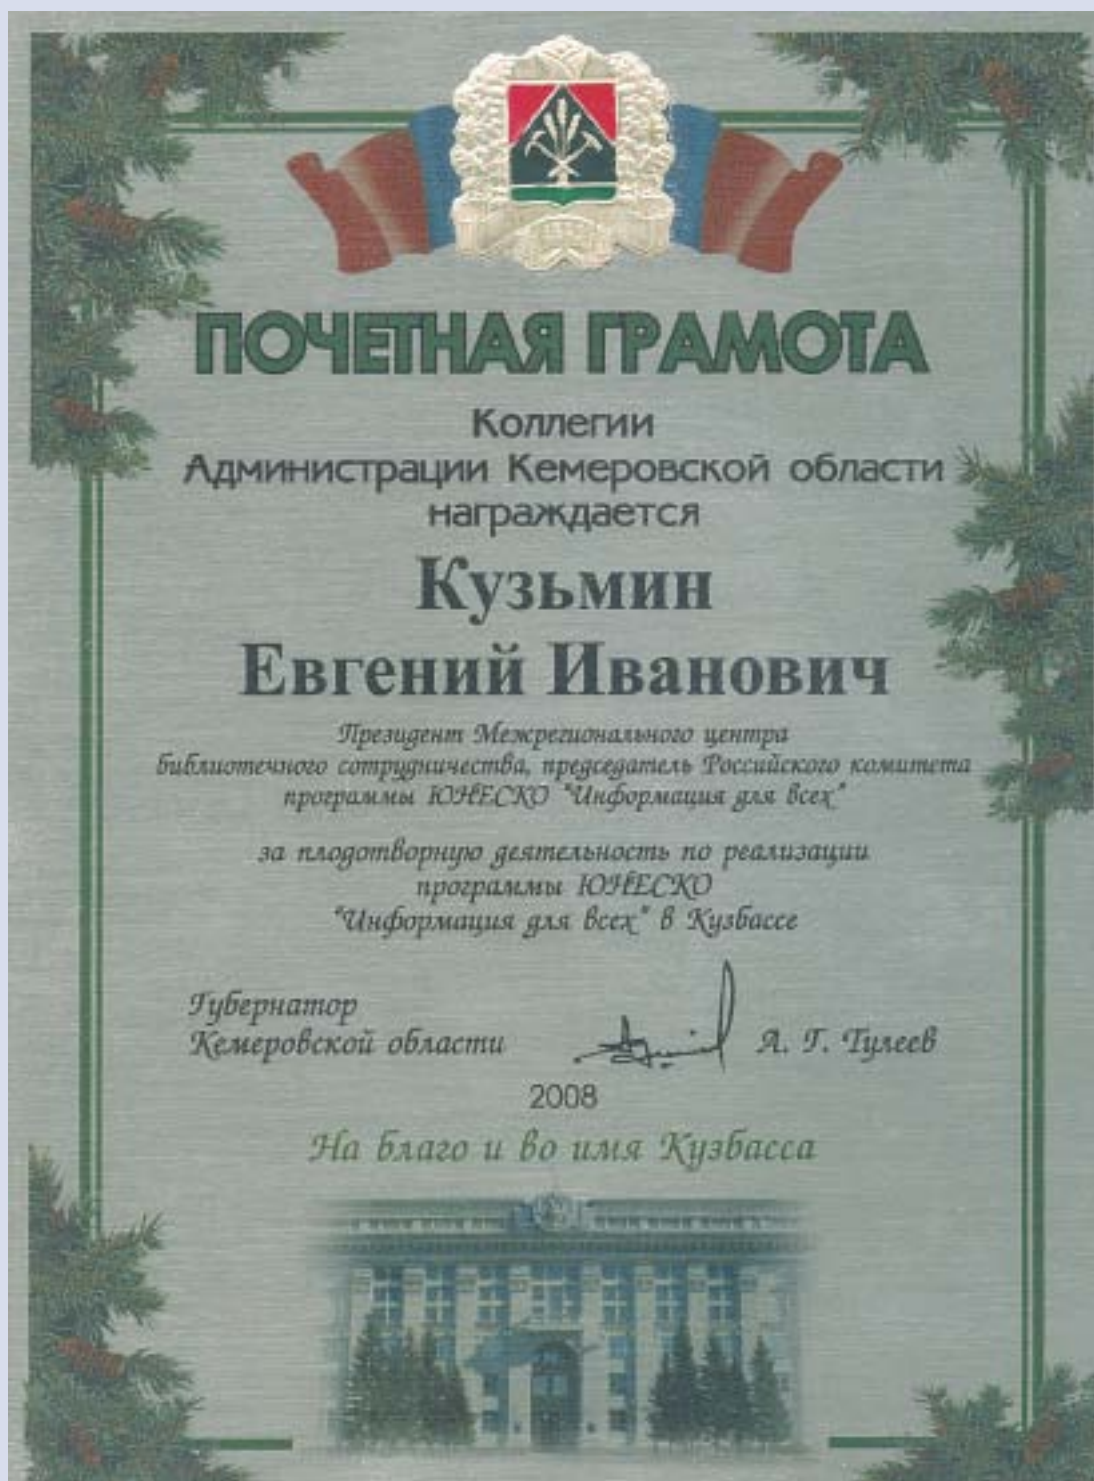 ПОЧЕТНАЯ ГРАМОТА
Коллегии
Администрации Кемеровской области
награждается
Кузьмин
Евгений Иванович
Президент Межрегионального центра
библиотечного сотрудничества, председатель Российского комитета
программы ЮНЕСКО "Информация для всех"
за плодотворную деятельность по реализации
программы ЮНЕСКО
"Информация для всех" в Кузбассе
Губернатор
Кемеровской области А. Г. Тулеев
2008
На благо и во имя Кузбасса